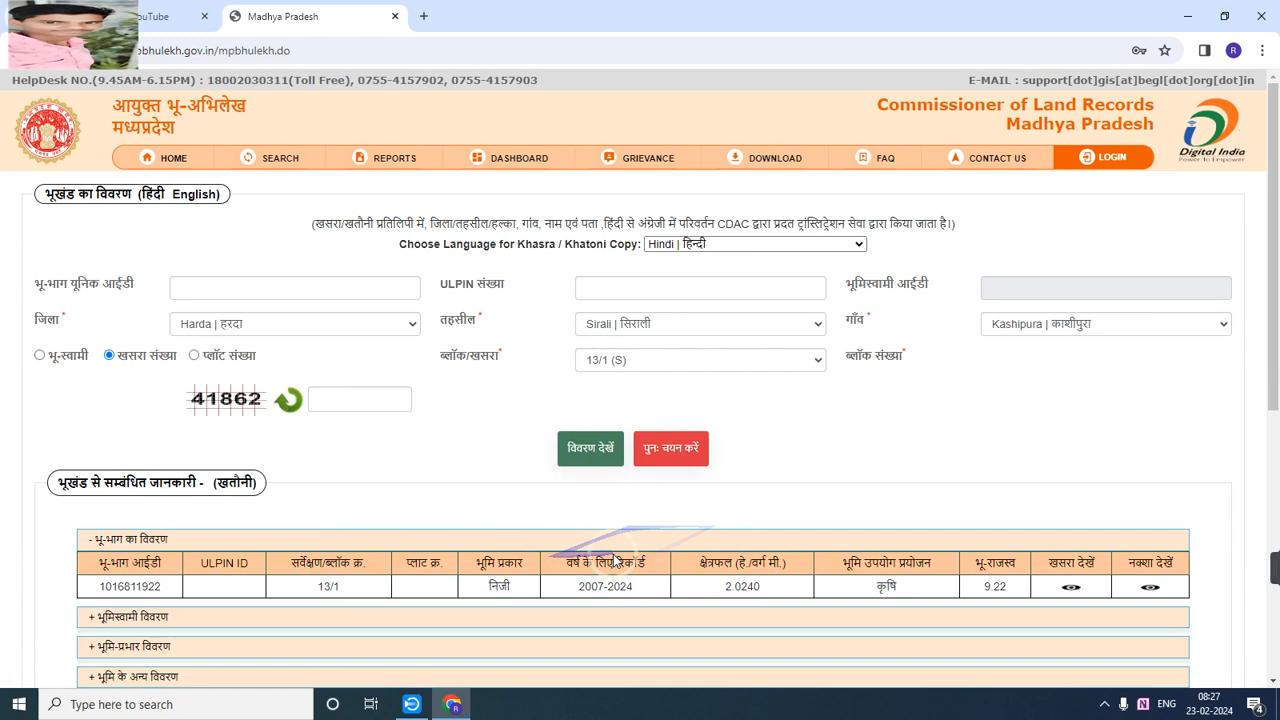 ouTube × Madhya Pradesh × +
bhulekh.gov.in/mpbhulekh.do R
HelpDesk NO.(9.45AM-6.15PM) : 18002030311(Toll Free), 0755-4157902, 0755-4157903 E-MAIL : support[dot]gis[at]begl[dot]org[dot]in
आयुक्त भू-अभिलेख
मध्यप्रदेश
Commissioner of Land Records
Madhya Pradesh
Digital India
Power To Empower
HOME SEARCH REPORTS DASHBOARD GRIEVANCE DOWNLOAD FAQ CONTACT US LOGIN
भूखंड का विवरण (हिंदी English)
(खसरा/खतौनी प्रतिलिपी में, जिला/तहसील/हल्का, गांव, नाम एवं पता ,हिंदी से अंग्रेजी में परिवर्तन CDAC द्वारा प्रदत ट्रांस्लिट्रेशन सेवा द्वारा किया जाता है।)
Choose Language for Khasra / Khatoni Copy: Hindi | हिन्दी
भू-भाग यूनिक आईडी ULPIN संख्या भूमिस्वामी आईडी
जिला * Harda | हरदा तहसील * Sirali | सिराली गाँव * Kashipura | काशीपुरा
भू-स्वामी खसरा संख्या प्लॉट संख्या ब्लॉक/खसरा* 13/1 (S) ब्लॉक संख्या*
41862
विवरण देखें पुनः चयन करें
भूखंड से सम्बंधित जानकारी - (खतौनी)
- भू-भाग का विवरण
भू-भाग आईडी ULPIN ID सर्वेक्षण/ब्लॉक क्र. प्लाट क्र. भूमि प्रकार वर्ष के लिए रिकॉर्ड क्षेत्रफल (हे./वर्ग मी.) भूमि उपयोग प्रयोजन भू-राजस्व खसरा देखें नक्शा देखें
1016811922 13/1 निजी 2007-2024 2.0240 कृषि 9.22
+ भूमिस्वामी विवरण
+ भूमि-प्रभार विवरण
+ भूमि के अन्य विवरण
Type here to search ENG 08:27
23-02-2024 4